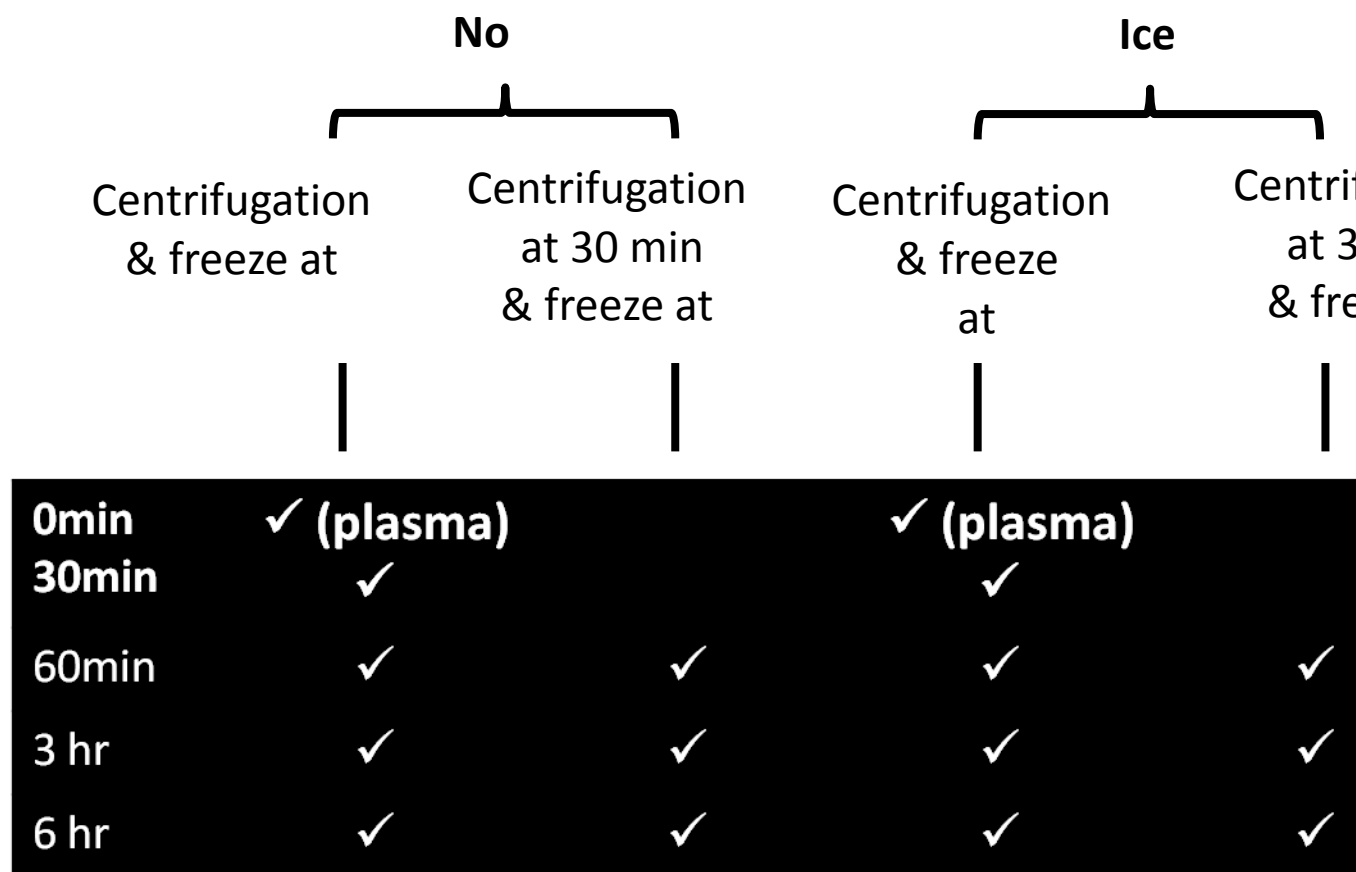 No Ice
Centrifugation
& freeze at
Centrifugation
at 30 min
& freeze at
Centrifugation
& freeze
at
at
&
0min ✓ (plasma) ✓ (plasma)
30min ✓ ✓
60min ✓ ✓ ✓ ✓
3 hr ✓ ✓ ✓ ✓
6 hr ✓ ✓ ✓ ✓